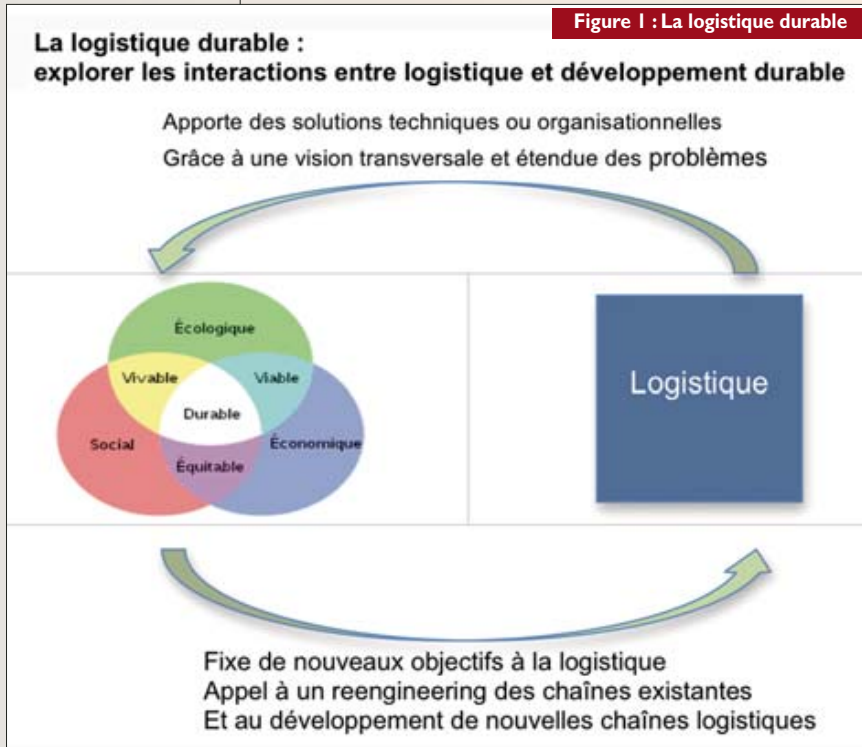 Figure 1 : La logistique durable
La logistique durable :
explorer les interactions entre logistique et développement durable
Apporte des solutions techniques ou organisationnelles
Grâce à une vision transversale et étendue des problèmes
Écologique
Vivable
Viable
Durable
Social
Économique
Équitable
Logistique
Fixe de nouveaux objectifs à la logistique
Appel à un reengineering des chaînes existantes
Et au développement de nouvelles chaînes logistiques